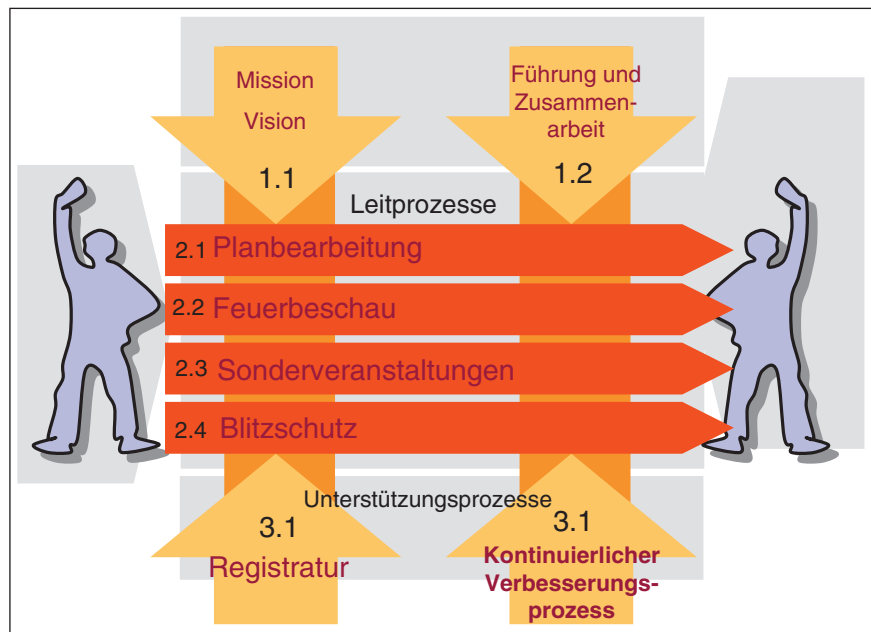 Mission
Vision
1.1
Führung und
Zusammen-
arbeit
1.2
Leitprozesse
2.1 Planbearbeitung
2.2 Feuerbeschau
2.3 Sonderveranstaltungen
2.4 Blitzschutz
Unterstützungsprozesse
3.1
Registratur
3.1
Kontinuierlicher
Verbesserungs-
prozess